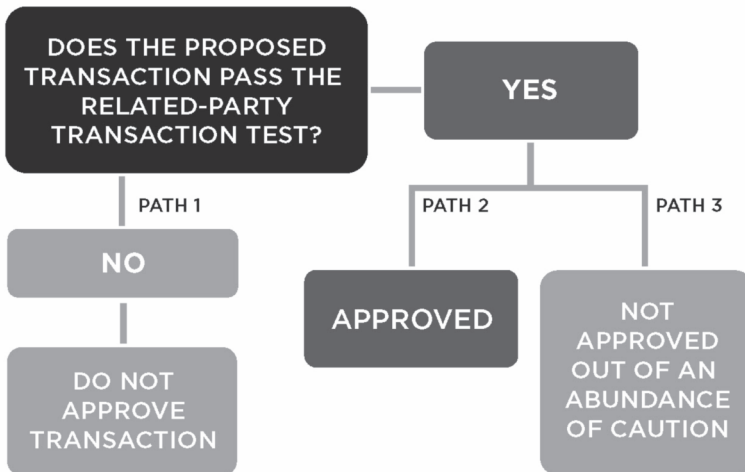 DOES THE PROPOSED
TRANSACTION PASS THE
RELATED-PARTY
TRANSACTION TEST?
YES
PATH 1
PATH 2
PATH 3
NO
APPROVED
NOT
APPROVED
OUT OF AN
ABUNDANCE
OF CAUTION
DO NOT
APPROVE
TRANSACTION